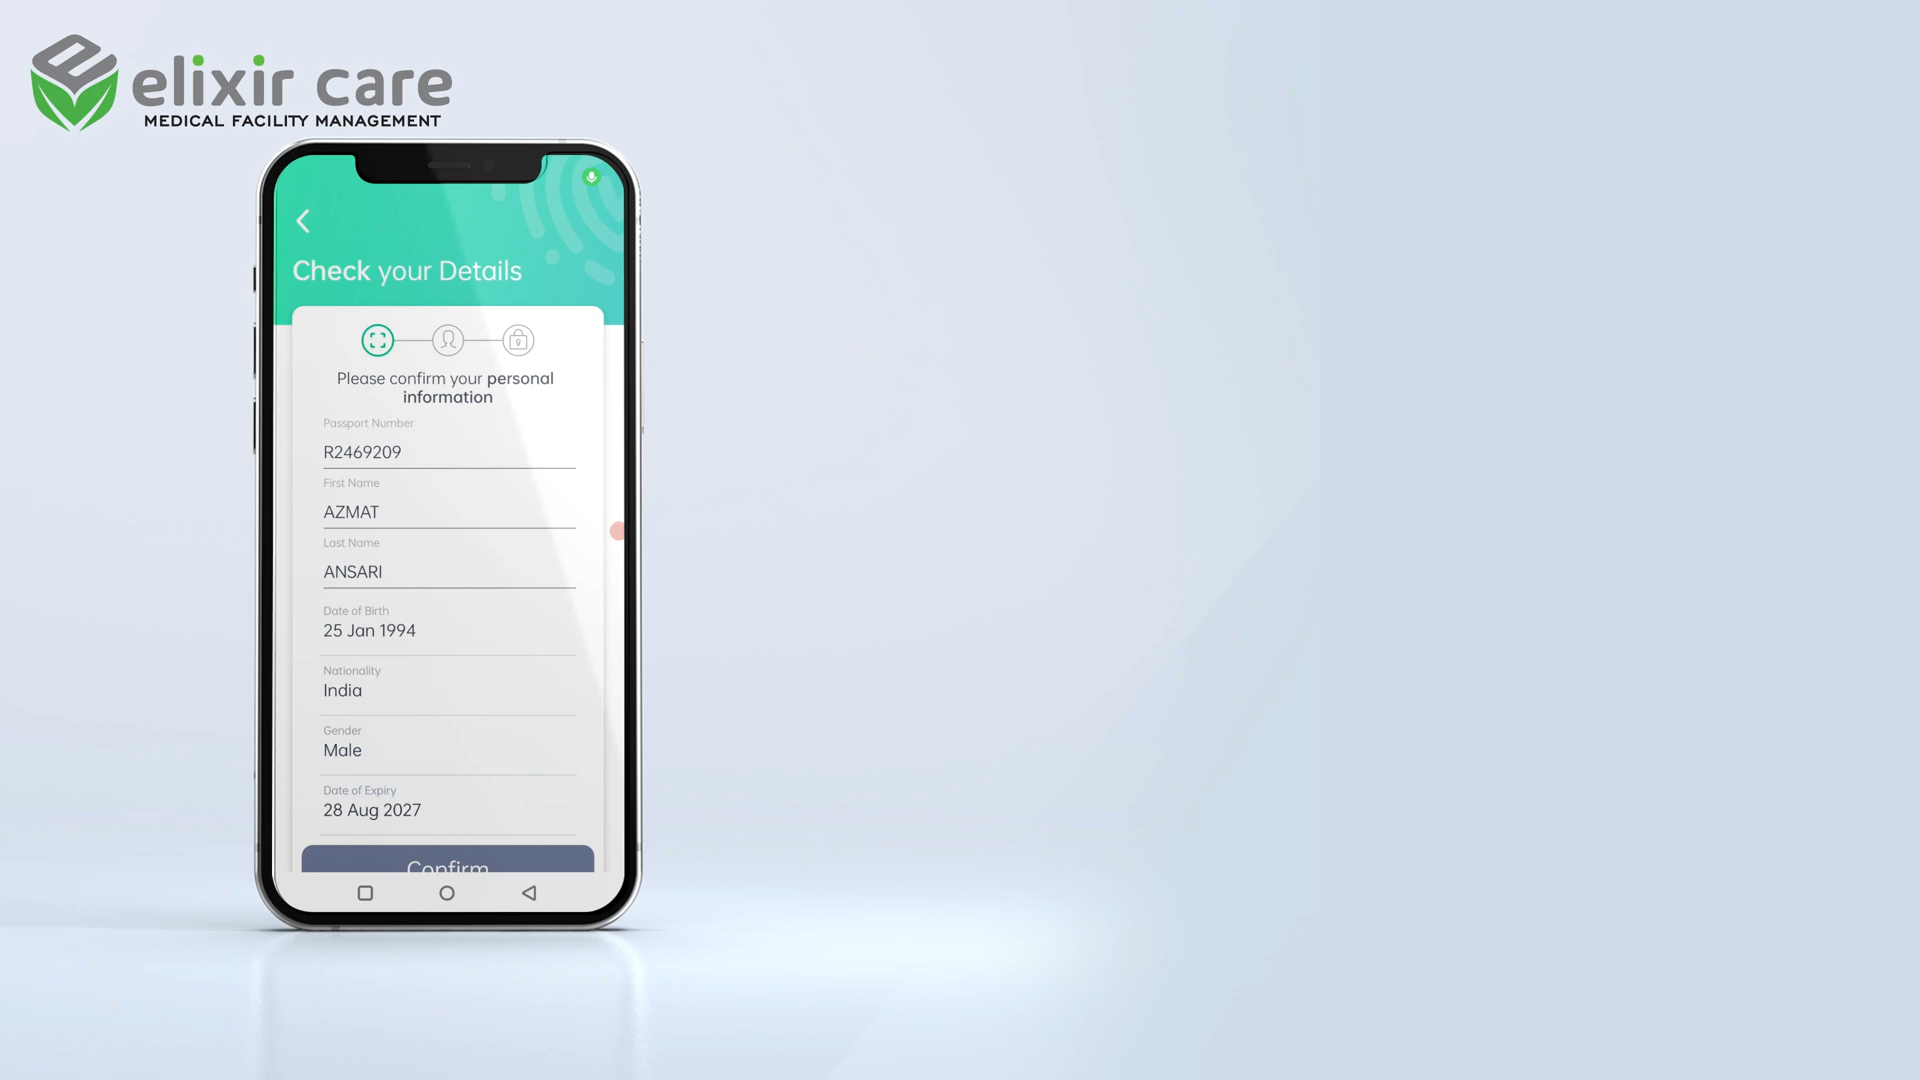 elixir care
MEDICAL FACILITY MANAGEMENT
Check your Details
Please confirm your personal
information
Passport Number
R2469209
First Name
AZMAT
Last Name
ANSARI
Date of Birth
25 Jan 1994
Nationality
India
Gender
Male
Date of Expiry
28 Aug 2027
Confirm